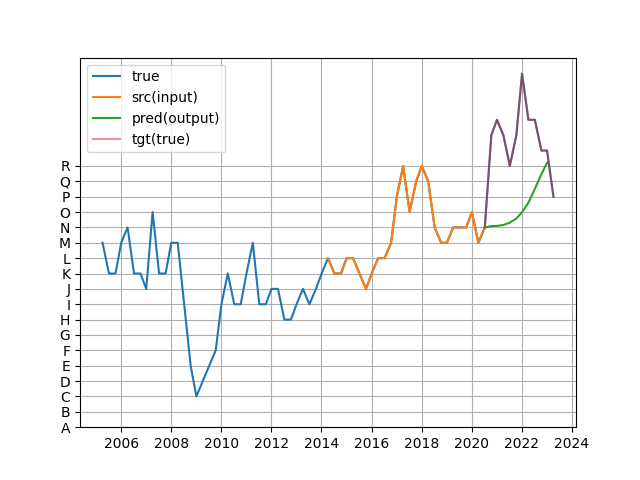 true
src(input)
pred(output)
tgt(true)
R
Q
P
O
N
M
L
K
J
I
H
G
F
E
D
C
B
A
2006 2008 2010 2012 2014 2016 2018 2020 2022 2024